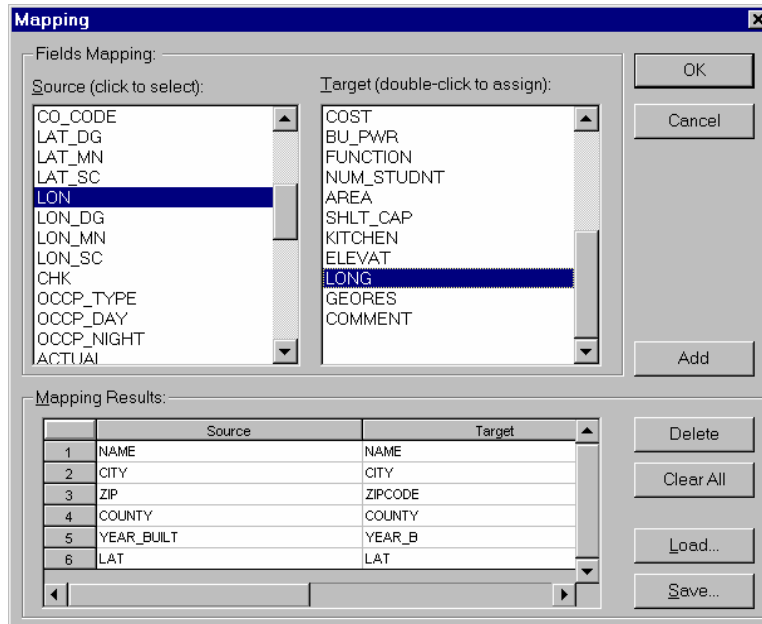 Mapping
Fields Mapping:
Source (click to select):
CO_CODE
LAT_DG
LAT_MN
LAT_SC
LON
LON_DG
LON_MN
LON_SC
CHK
OCCP_TYPE
OCCP_DAY
OCCP_NIGHT
ACTUAL
Target (double-click to assign):
COST
BU_PWR
FUNCTION
NUM_STUDNT
AREA
SHLT_CAP
KITCHEN
ELEVAT
LONG
GEORES
COMMENT
OK
Cancel
Add
Mapping Results:
Source Target
1 NAME NAME
2 CITY CITY
3 ZIP ZIPCODE
4 COUNTY COUNTY
5 YEAR_BUILT YEAR_B
6 LAT LAT
Delete
Clear All
Load...
Save...